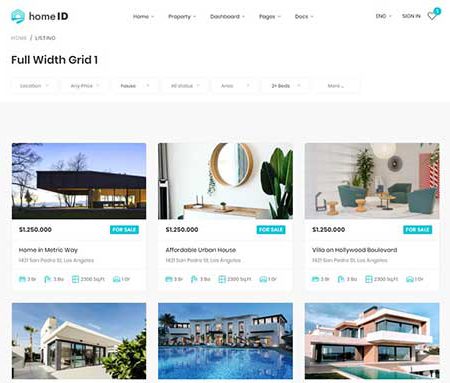 homeID
Home Property Dashboard Pages Docs ENG SIGN IN 1
HOME / LISTING
Full Width Grid 1
Location Any Price house All status Area 2+ Beds More ...
$1.250.000 FOR SALE $1.250.000 FOR SALE $1.250.000 FOR SALE
Home in Metric Way Affordable Urban House Villa on Hollywood Boulevard
1421 San Pedro St, Los Angeles 1421 San Pedro St, Los Angeles 1421 San Pedro St, Los Angeles
3 Br 3 Ba 2300 Sq.Ft 1 Gr 3 Br 3 Ba 2300 Sq.Ft 1 Gr 3 Br 3 Ba 2300 Sq.Ft 1 Gr